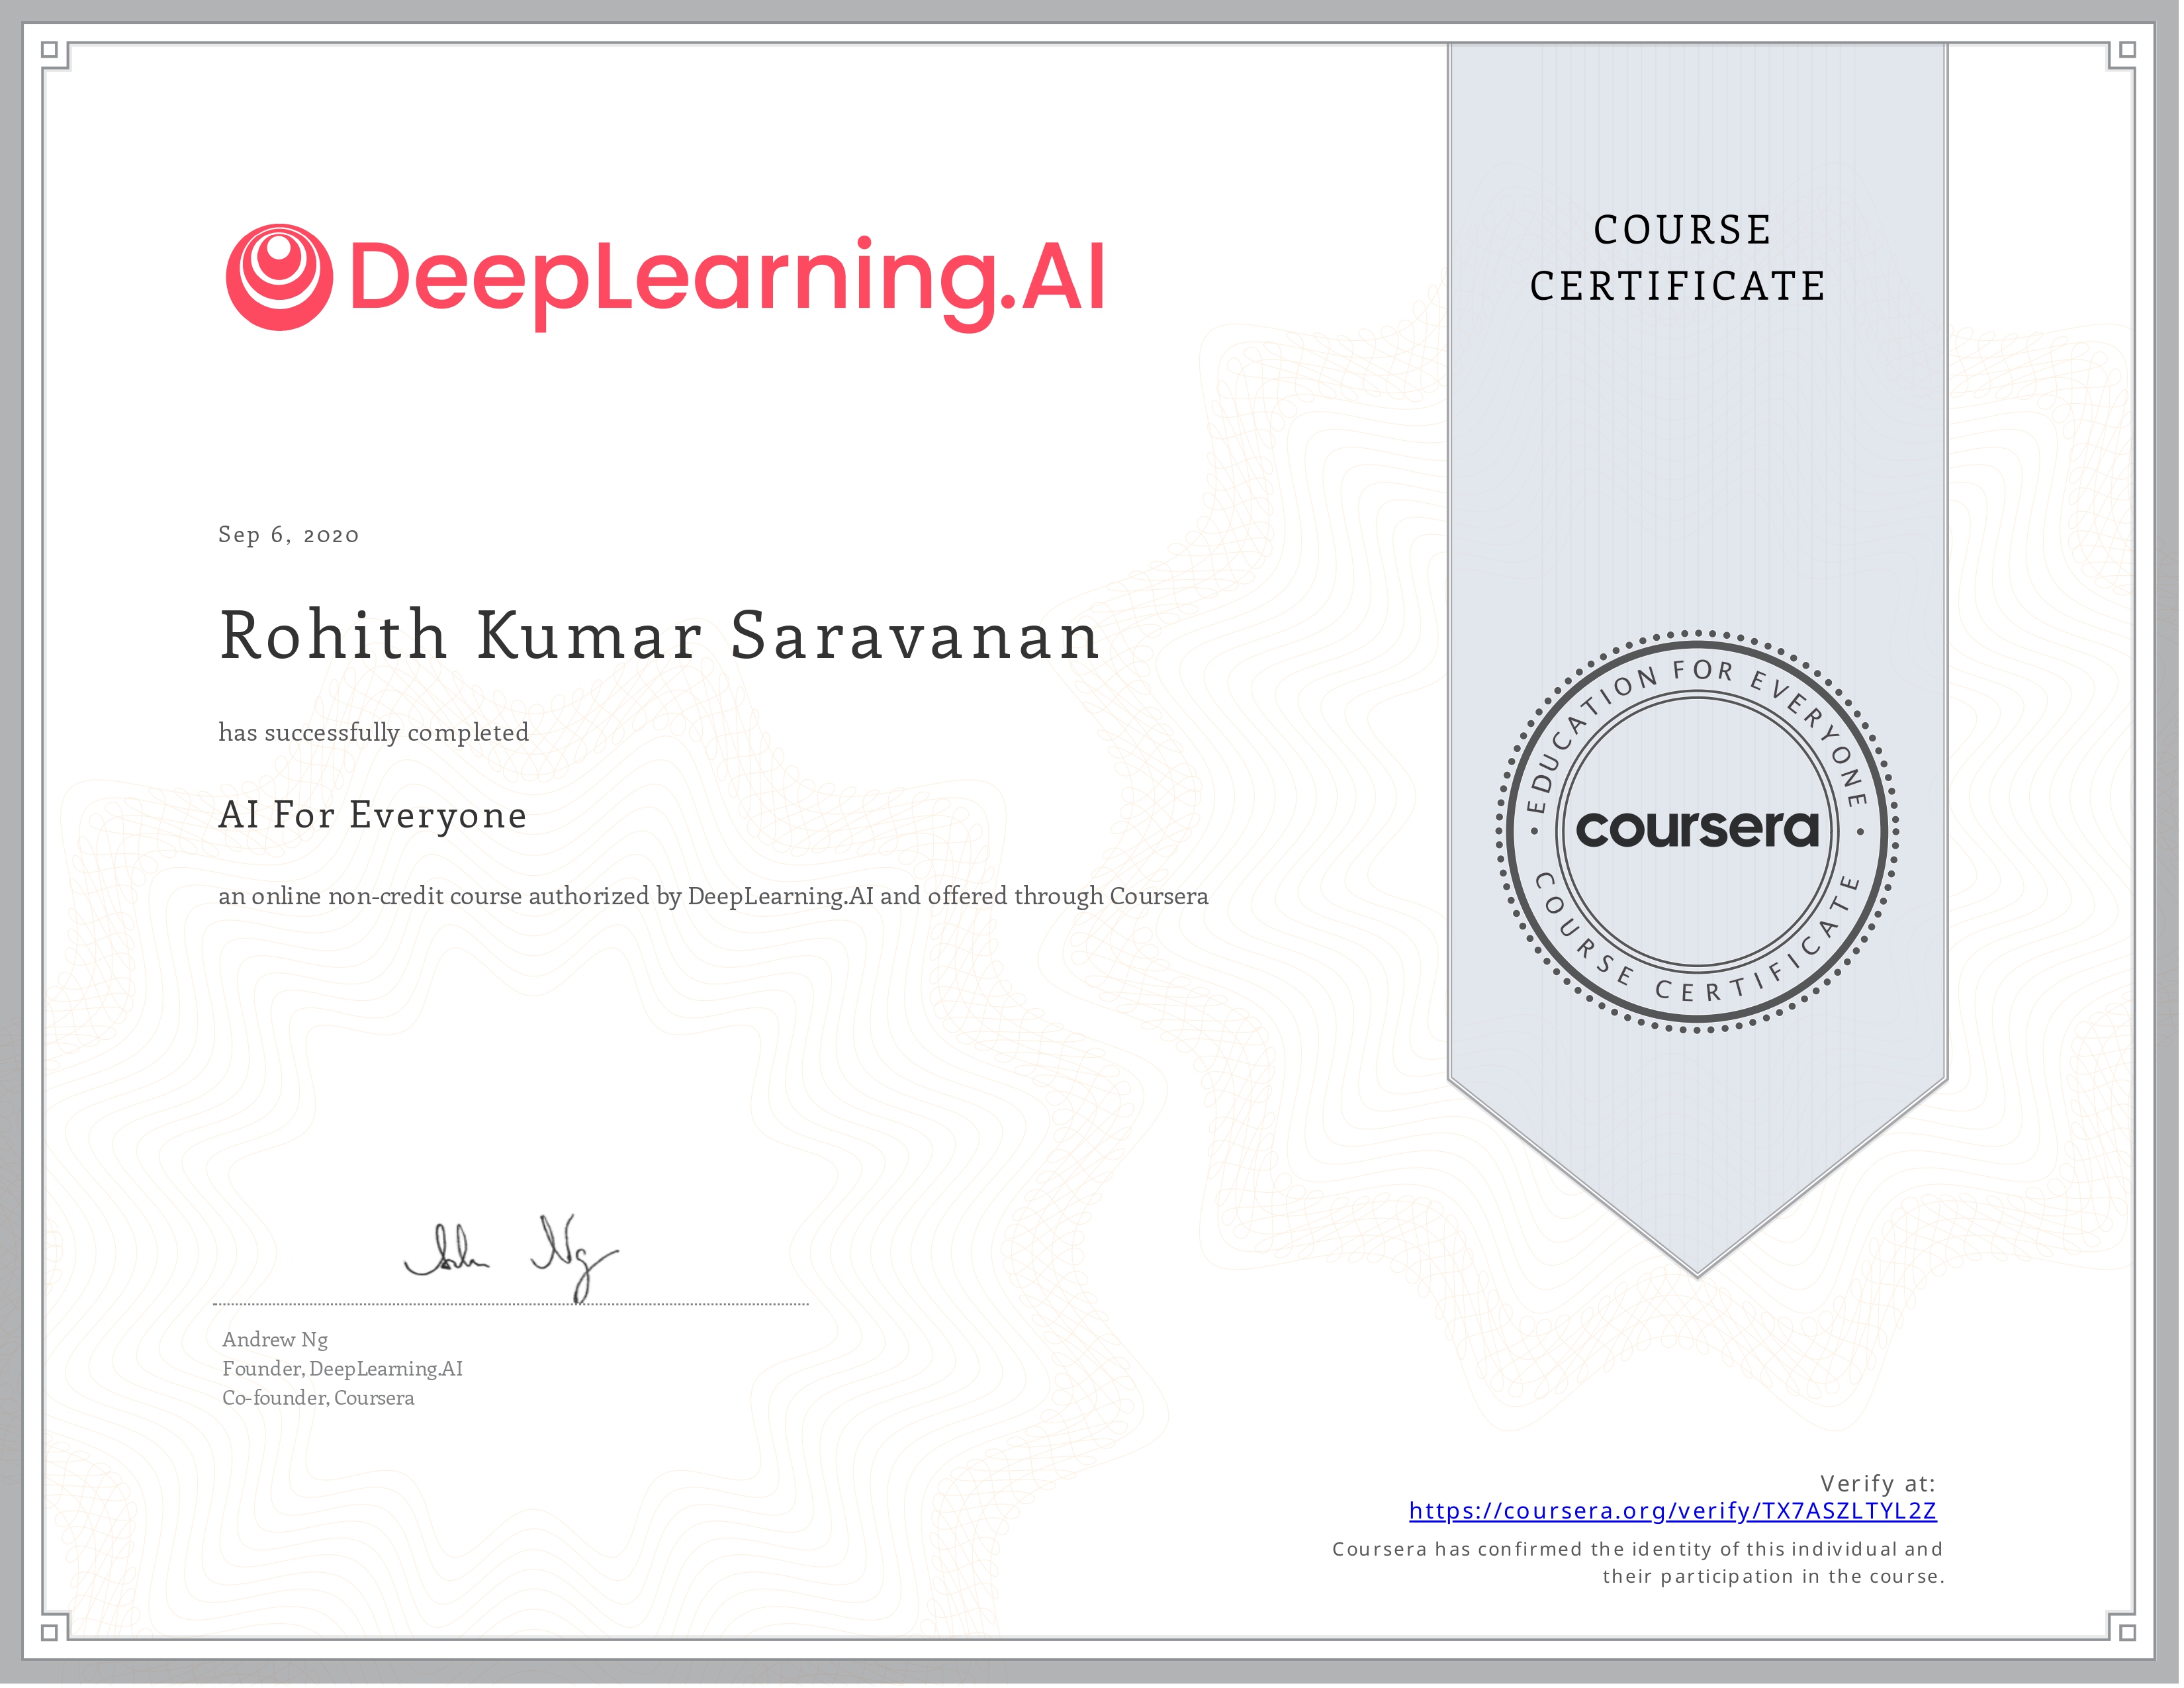 DeepLearning.AI
COURSE
CERTIFICATE
Sep 6, 2020
Rohith Kumar Saravanan
has successfully completed
AI For Everyone
an online non-credit course authorized by DeepLearning.AI and offered through Coursera
EDUCATION FOR EVERYONE
coursera
COURSE CERTIFICATE
Andrew Ng
Founder, DeepLearning.AI
Co-founder, Coursera
Verify at:
https://coursera.org/verify/TX7ASZLTYL2Z
Coursera has confirmed the identity of this individual and
their participation in the course.